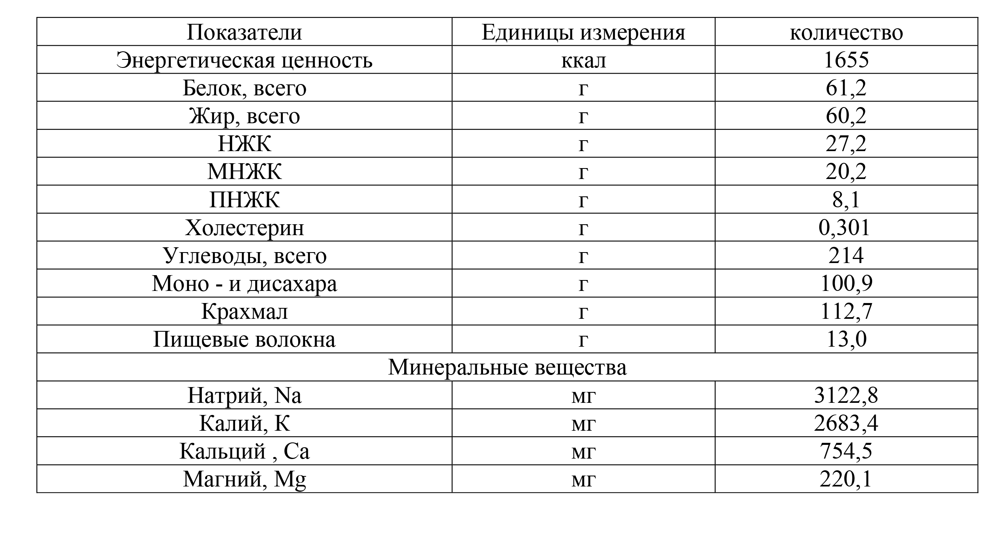 Показатели Единицы измерения количество
Энергетическая ценность ккал 1655
Белок, всего г 61,2
Жир, всего г 60,2
НЖК г 27,2
МНЖК г 20,2
ПНЖК г 8,1
Холестерин г 0,301
Углеводы, всего г 214
Моно - и дисахара г 100,9
Крахмал г 112,7
Пищевые волокна г 13,0
Минеральные вещества
Натрий, Na мг 3122,8
Калий, К мг 2683,4
Кальций , Са мг 754,5
Магний, Mg мг 220,1